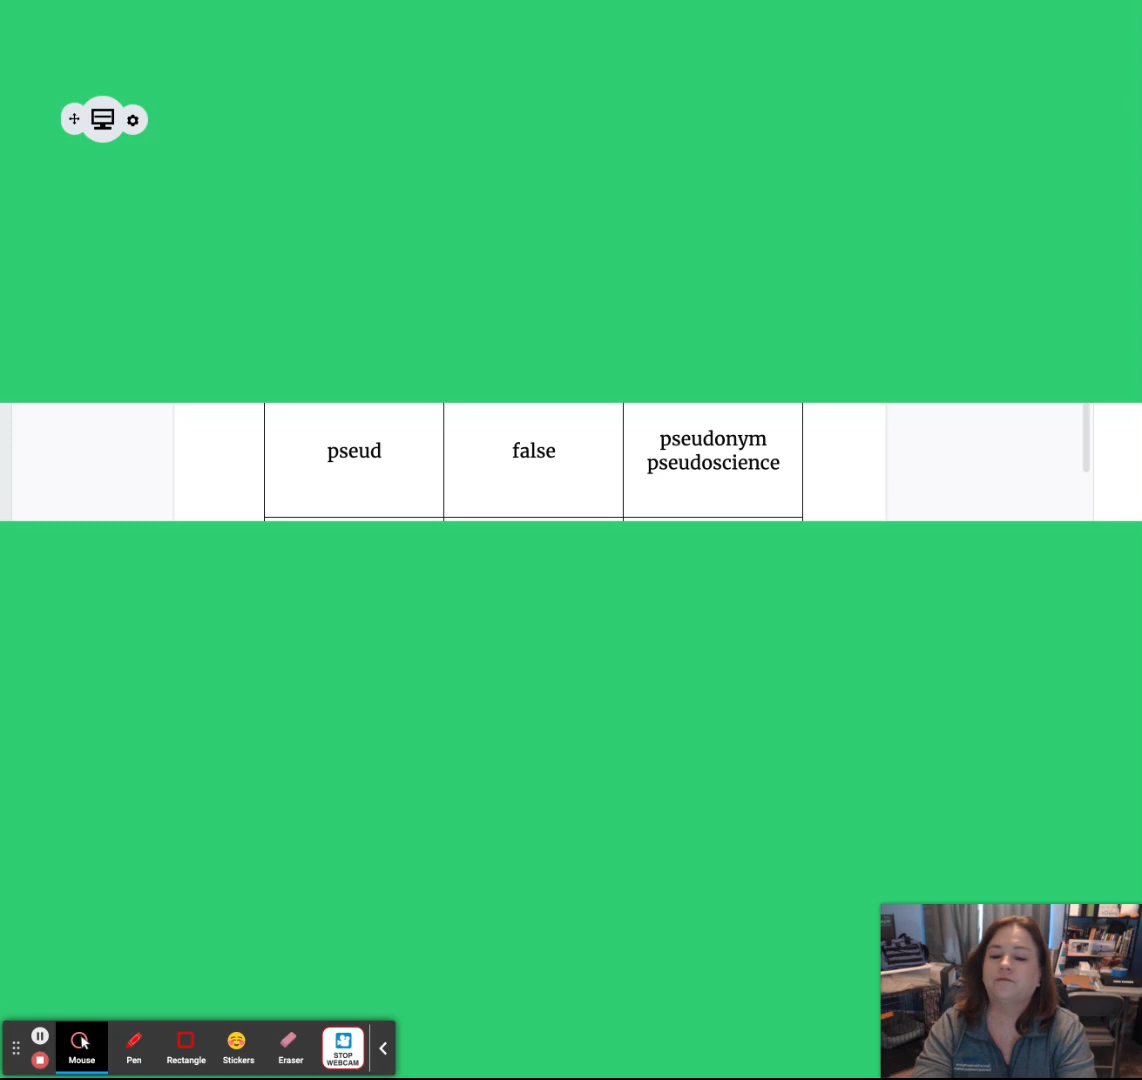 pseud
false
pseudonym
pseudoscience
Mouse
Pen
Rectangle
Stickers
Eraser
STOP
WEBCAM